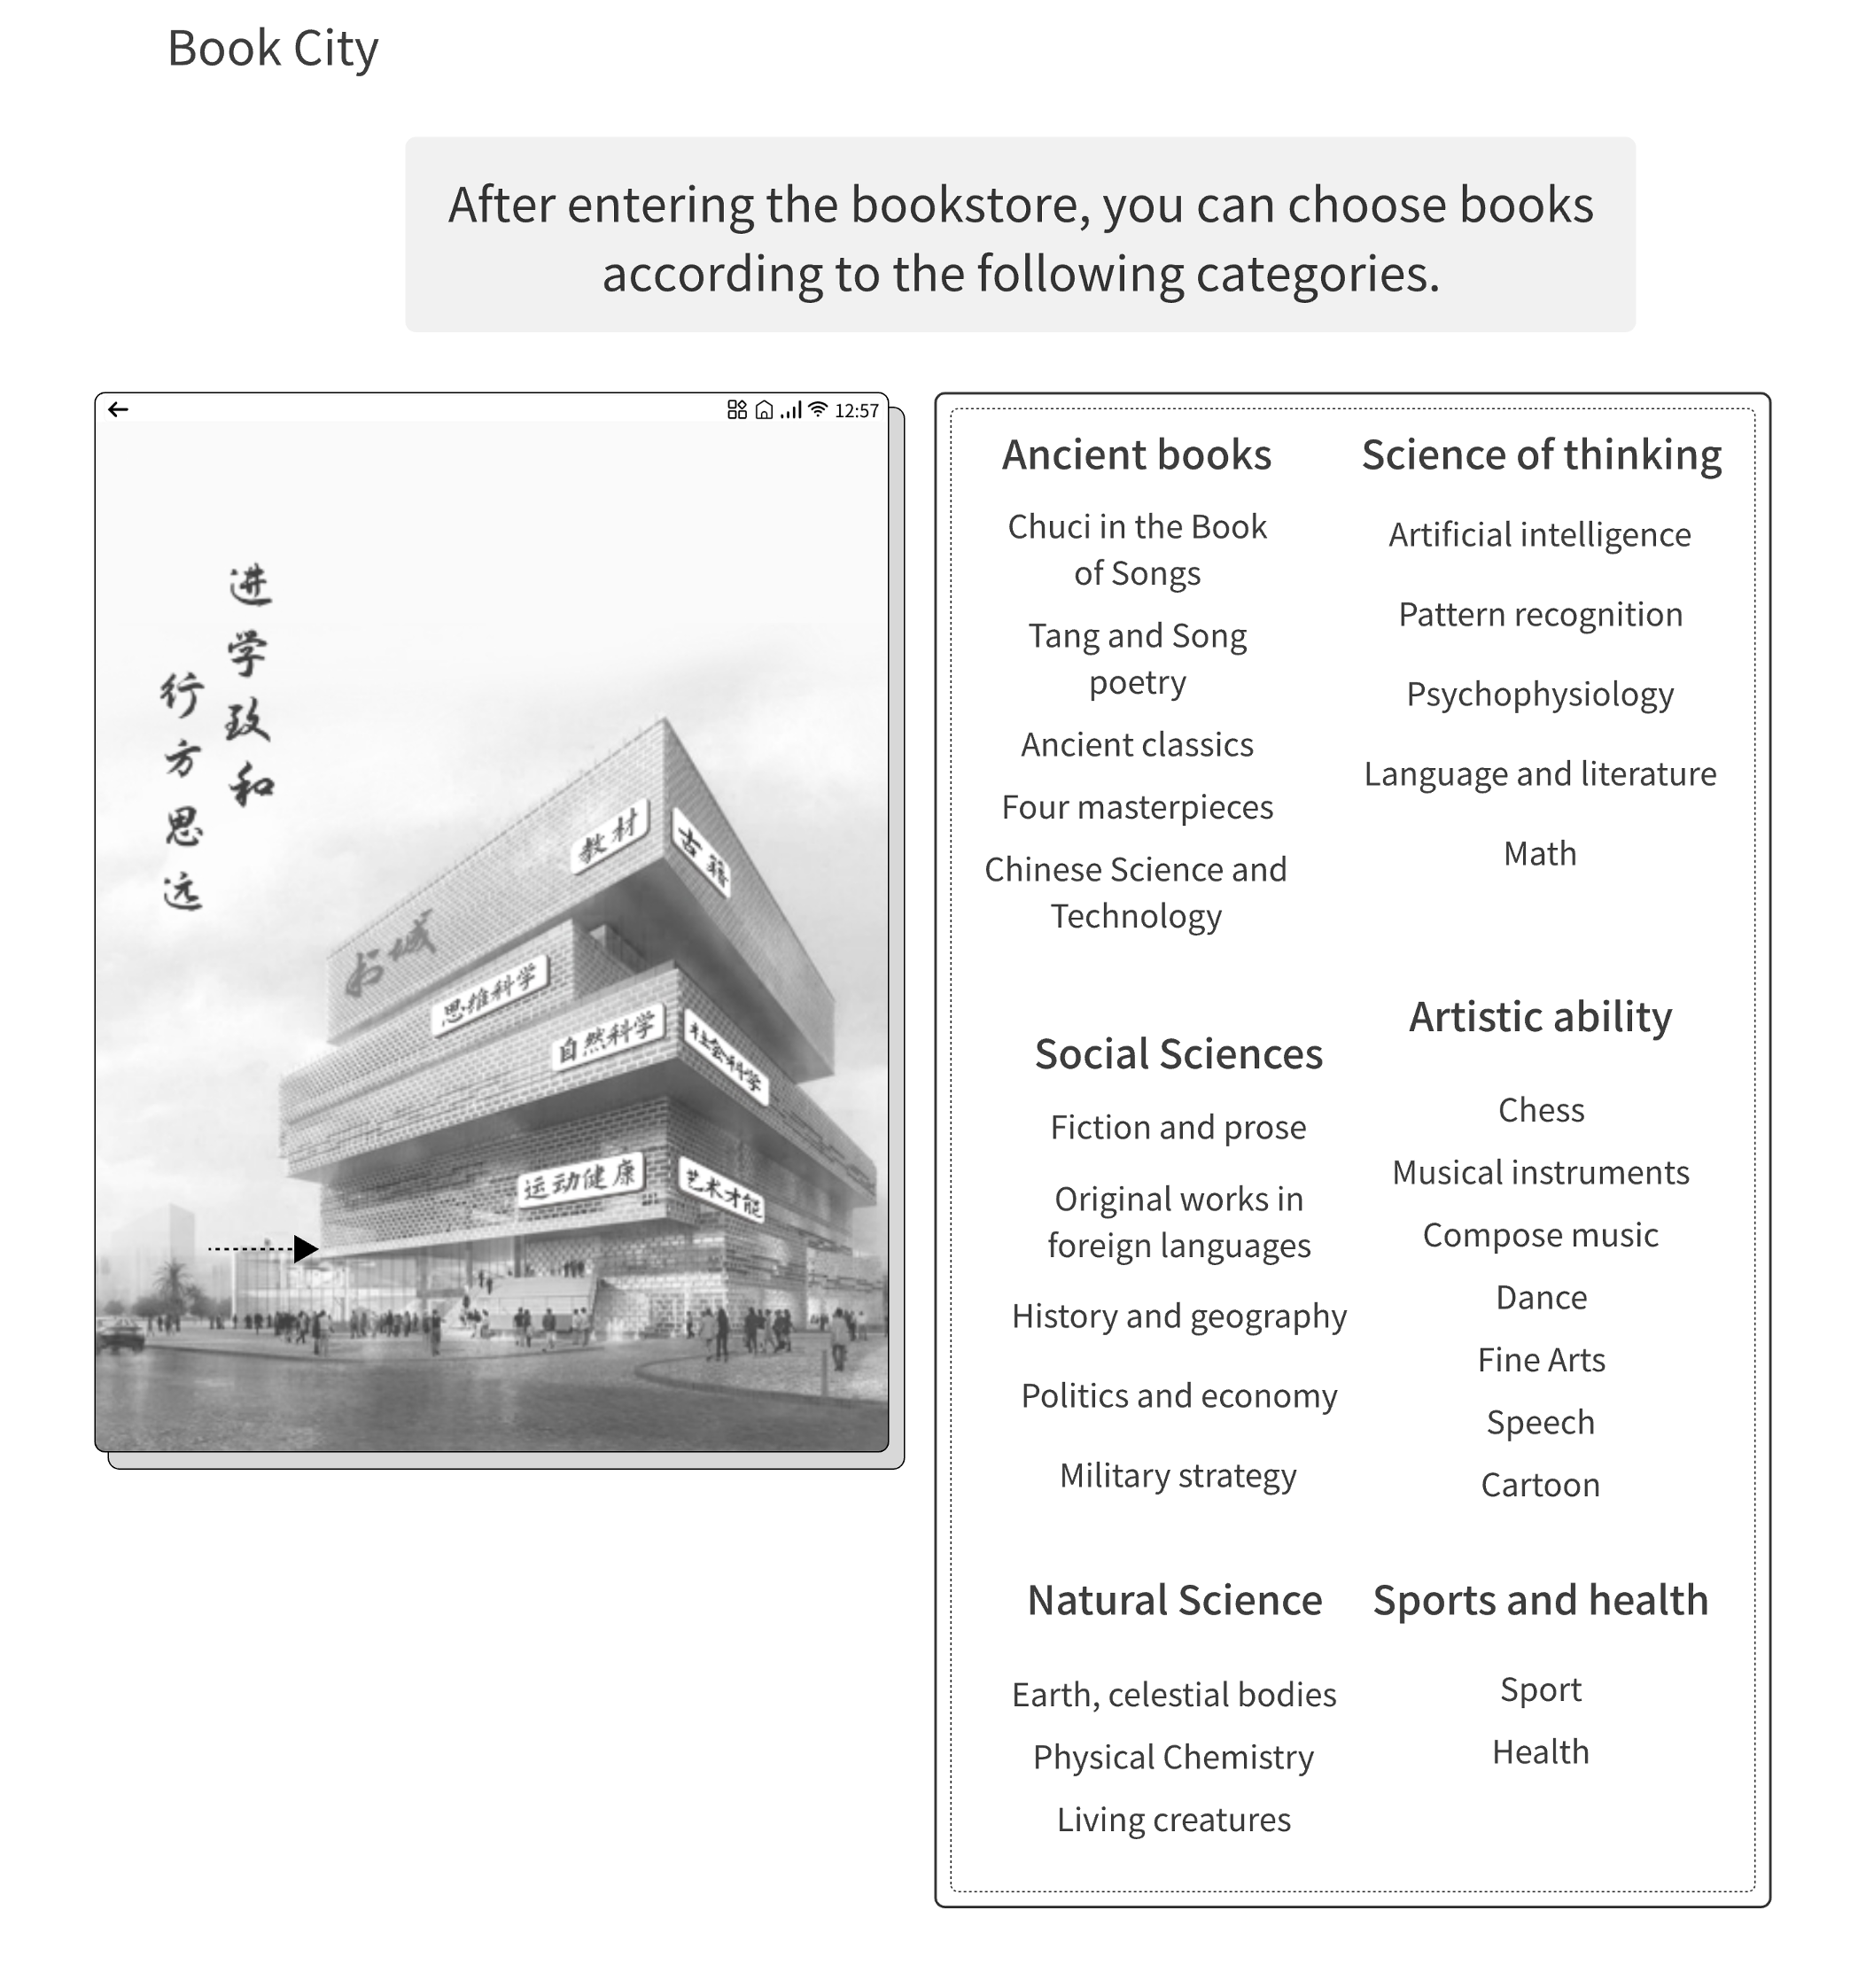 Book City
After entering the bookstore, you can choose books
according to the following categories.
12:57
进学致和
行方思远
教材
古籍
书城
思维科学
自然科学
社会科学
运动健康
艺术才能
Ancient books
Chuci in the Book
of Songs
Tang and Song
poetry
Ancient classics
Four masterpieces
Chinese Science and
Technology
Science of thinking
Artificial intelligence
Pattern recognition
Psychophysiology
Language and literature
Math
Social Sciences
Fiction and prose
Original works in
foreign languages
History and geography
Politics and economy
Military strategy
Artistic ability
Chess
Musical instruments
Compose music
Dance
Fine Arts
Speech
Cartoon
Natural Science
Earth, celestial bodies
Physical Chemistry
Living creatures
Sports and health
Sport
Health